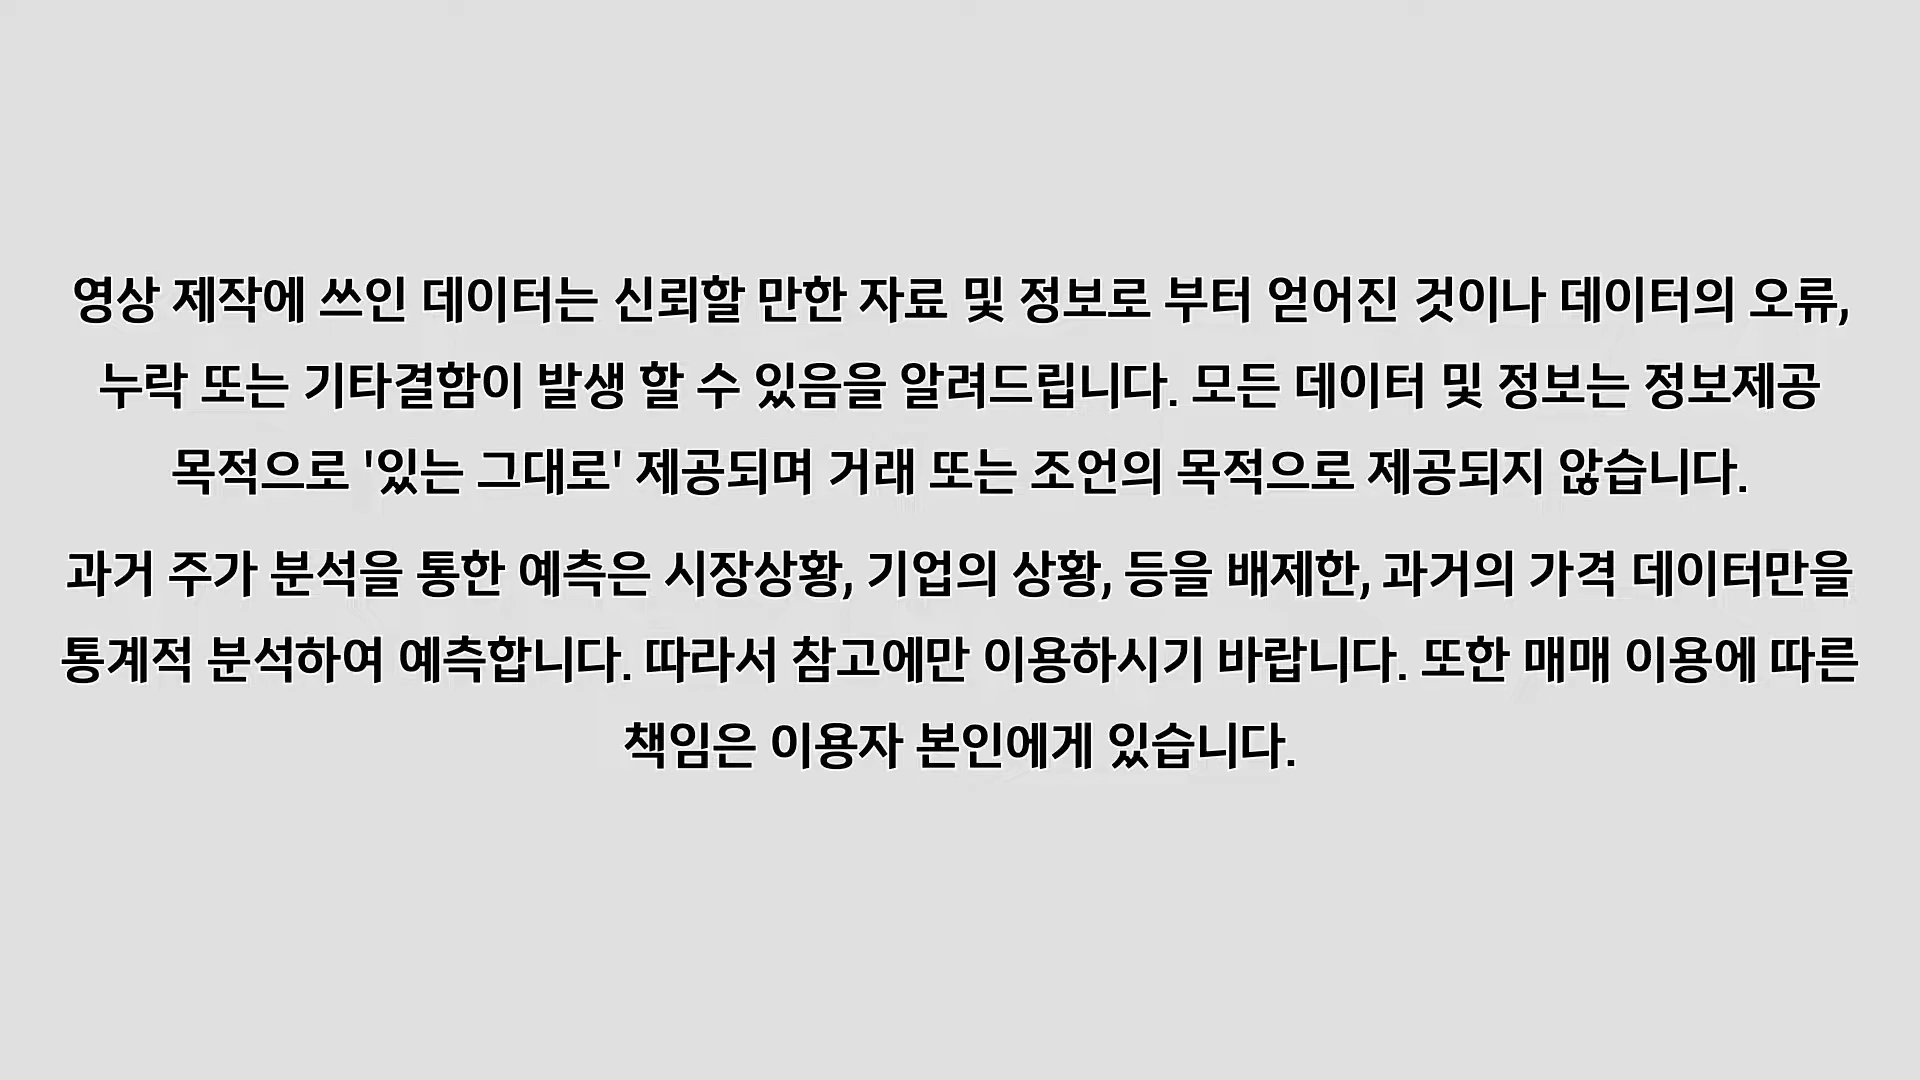 영상 제작에 쓰인 데이터는 신뢰할 만한 자료 및 정보로 부터 얻어진 것이나 데이터의 오류,
누락 또는 기타결함이 발생 할 수 있음을 알려드립니다. 모든 데이터 및 정보는 정보제공
목적으로 '있는 그대로' 제공되며 거래 또는 조언의 목적으로 제공되지 않습니다.
과거 주가 분석을 통한 예측은 시장상황, 기업의 상황, 등을 배제한, 과거의 가격 데이터만을
통계적 분석하여 예측합니다. 따라서 참고에만 이용하시기 바랍니다. 또한 매매 이용에 따른
책임은 이용자 본인에게 있습니다.